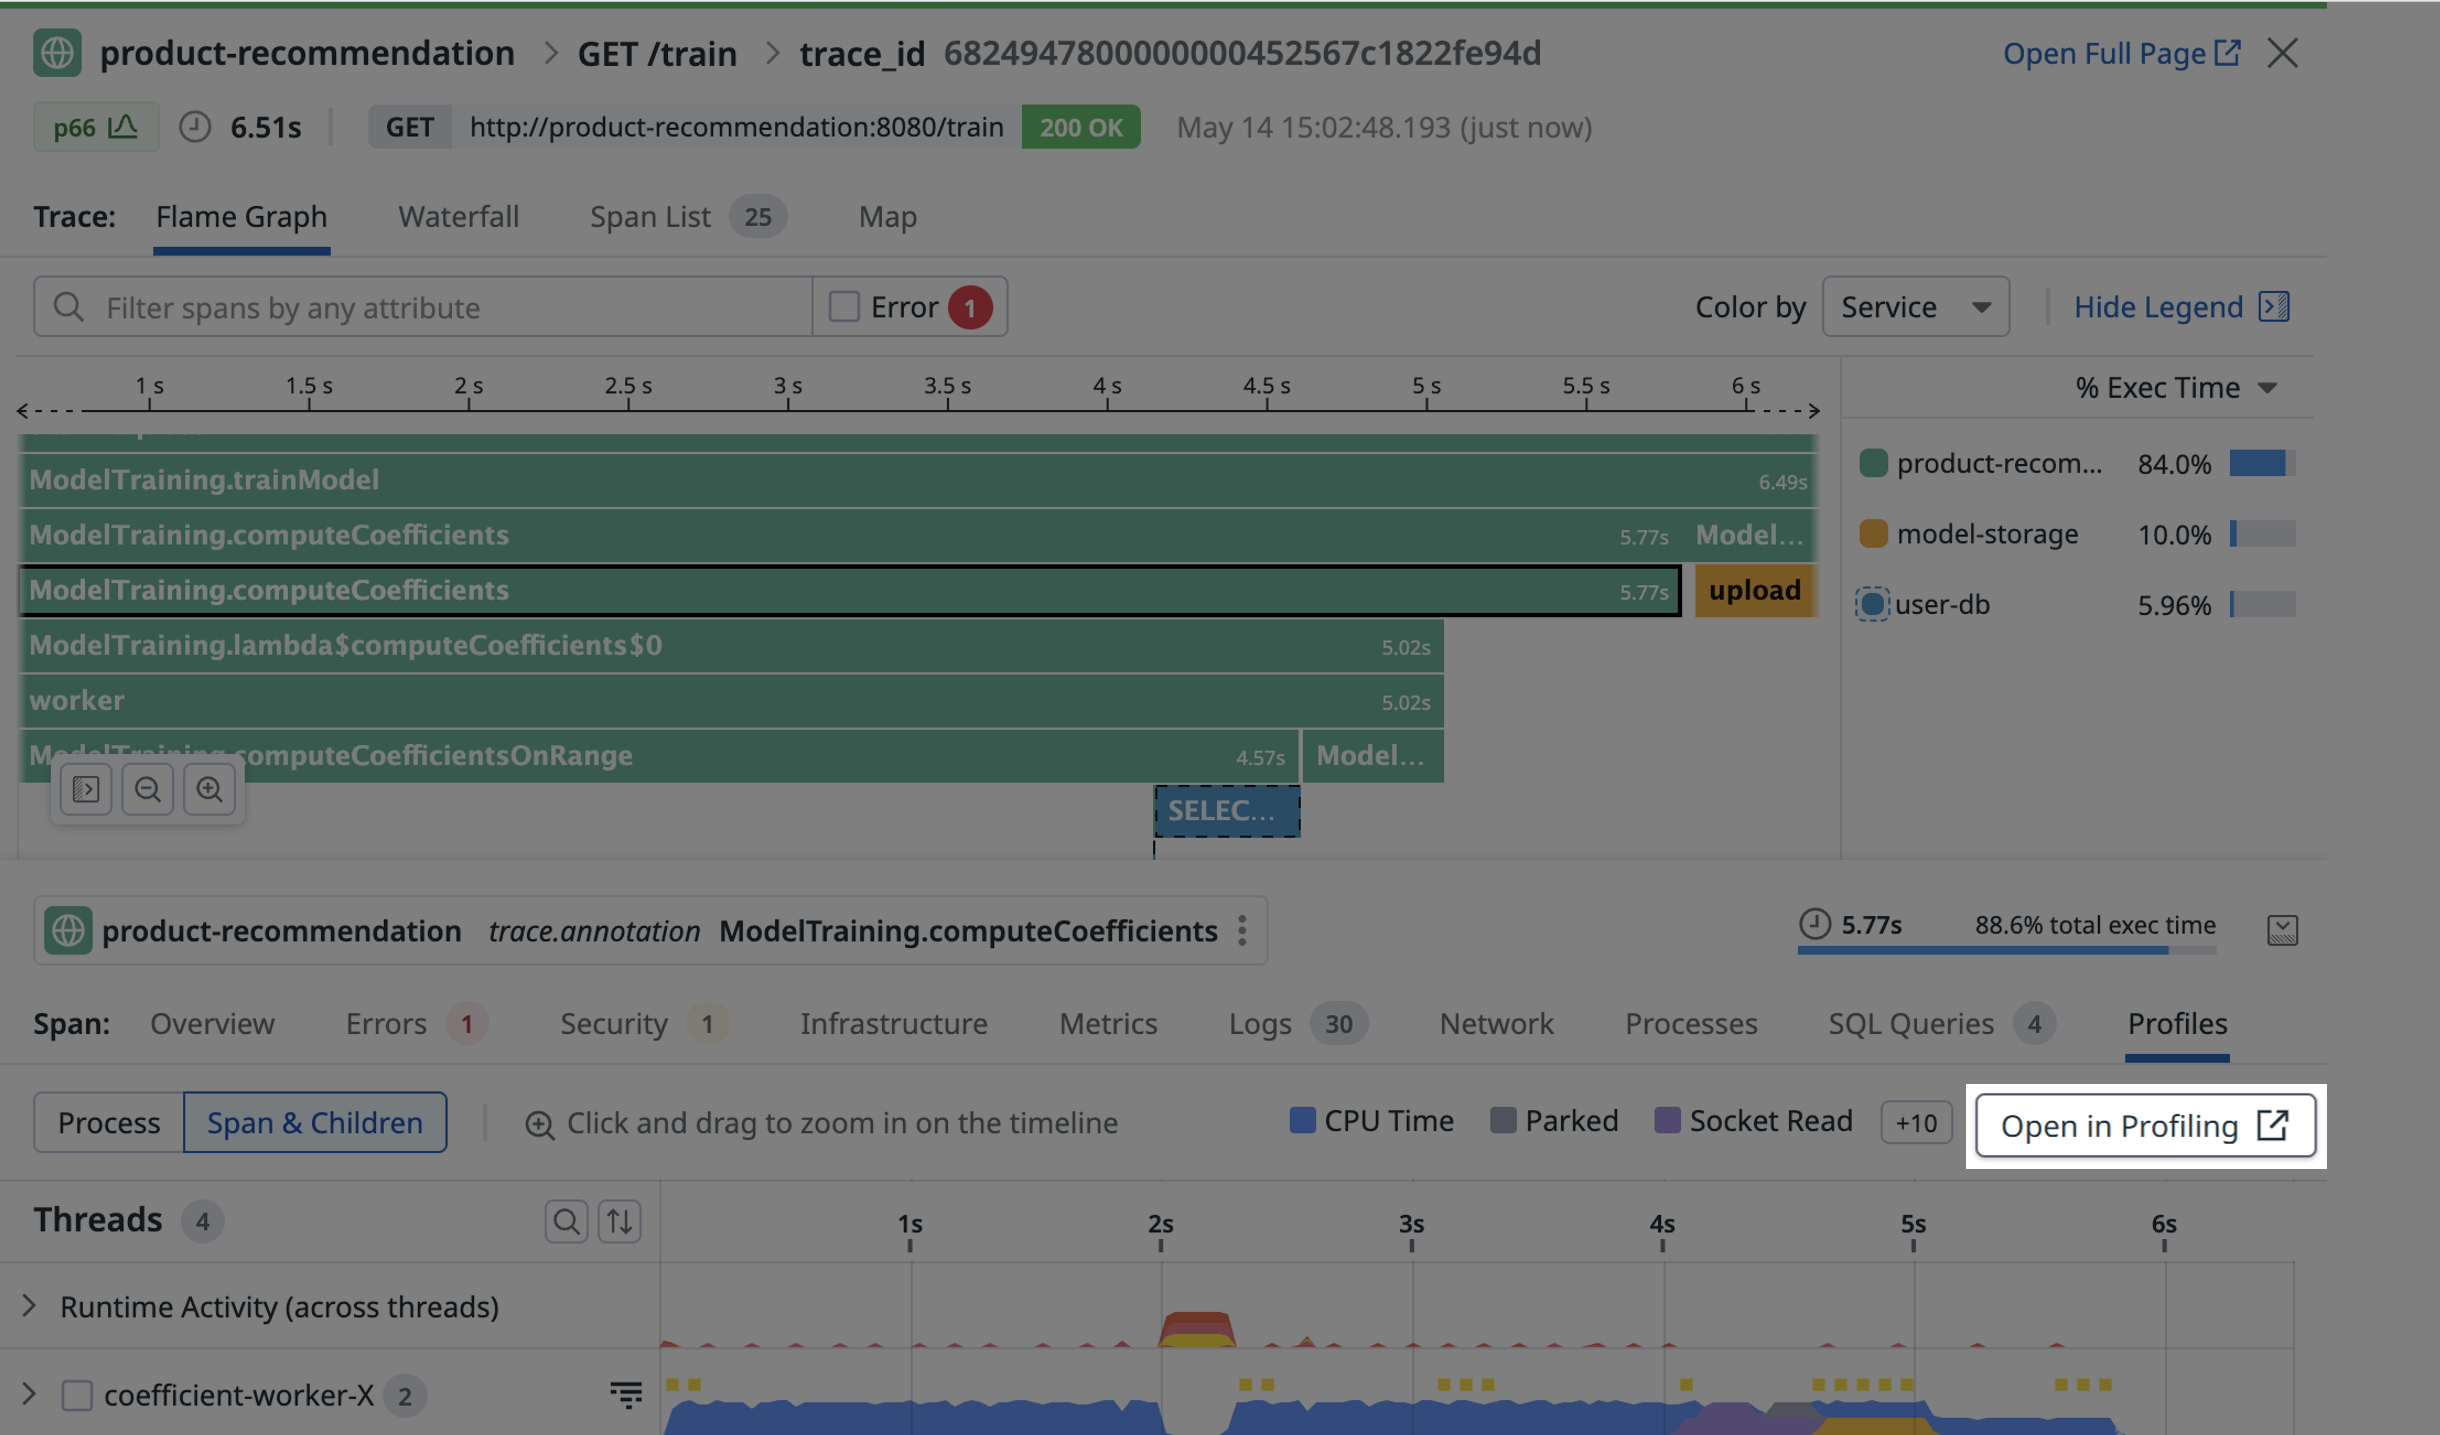 product-recommendation > GET /train > trace_id 68249478000000000452567c1822fe94d Open Full Page
p66 6.51s GET http://product-recommendation:8080/train 200 OK May 14 15:02:48.193 (just now)
Trace: Flame Graph Waterfall Span List 25 Map
Filter spans by any attribute Error 1 Color by Service Hide Legend
1 s 1.5 s 2 s 2.5 s 3 s 3.5 s 4 s 4.5 s 5 s 5.5 s 6 s % Exec Time
ModelTraining.trainModel 6.49s product-recom... 84.0%
ModelTraining.computeCoefficients 5.77s Model... model-storage 10.0%
ModelTraining.computeCoefficients 5.77s upload user-db 5.96%
ModelTraining.lambda$computeCoefficients$0 5.02s
worker 5.02s
ModelTraining.computeCoefficientsOnRange 4.57s Model...
SELEC...
product-recommendation trace.annotation ModelTraining.computeCoefficients 5.77s 88.6% total exec time
Span: Overview Errors 1 Security 1 Infrastructure Metrics Logs 30 Network Processes SQL Queries 4 Profiles
Process Span & Children Click and drag to zoom in on the timeline CPU Time Parked Socket Read +10 Open in Profiling
Threads 4 1s 2s 3s 4s 5s 6s
Runtime Activity (across threads)
coefficient-worker-X 2